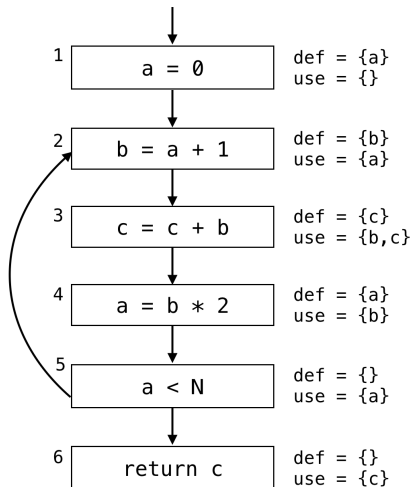 1
a = 0
def = {a}
use = {}
2
b = a + 1
def = {b}
use = {a}
3
c = c + b
def = {c}
use = {b,c}
4
a = b * 2
def = {a}
use = {b}
5
a < N
def = {}
use = {a}
6
return c
def = {}
use = {c}